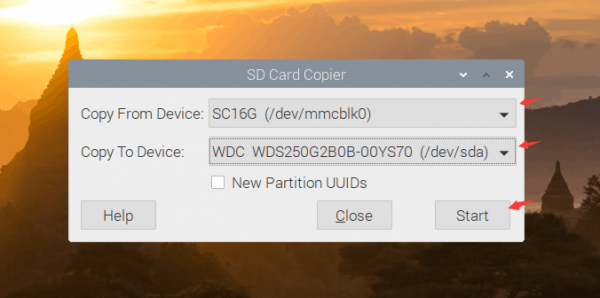 SD Card Copier
Copy From Device: SC16G (/dev/mmcblk0)
Copy To Device: WDC WDS250G2B0B-00YS70 (/dev/sda)
New Partition UUIDs
Help Close Start